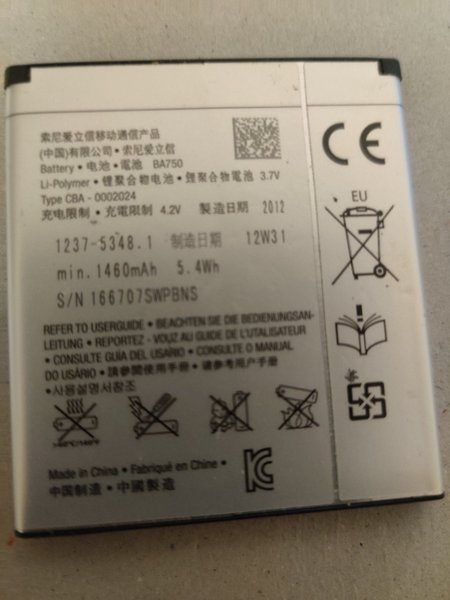 索尼爱立信移动通信产品
(中国)有限公司 • 索尼爱立信
Battery • 电池 • 電池 BA750
Li-Polymer • 锂聚合物电池 • 鋰聚合物電池 3.7V
Type CBA - 0002024
充电限制 • 充電限制 4.2V 製造日期 2012
1237-5348.1 制造日期 12W31
min.1460mAh 5.4Wh
S/N 166707SWPBNS
REFER TO USERGUIDE • BEACHTEN SIE DIE BEDIENUNGSAN-
LEITUNG • REPORTEZ - VOUZ AU GUIDE DE L'UTILISATEUR
• CONSULTE GUÍA DEL USARIO • CONSULTE O MANUAL
DO USÁRIO • 請參閱使用手冊 • 请参阅用户手册
• 사용설명서참조
Made in China • Fabriqué en Chine •
中国制造 • 中國製造 •
CE
EU